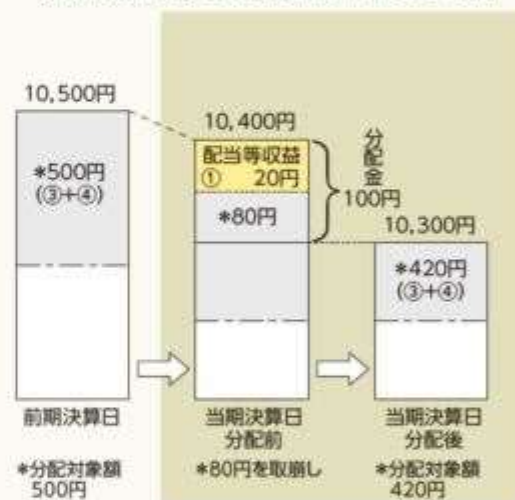 10,500円
*500円
(③+④)
前期決算日
*分配対象額
500円
10,400円
配当等収益
① 20円
*80円
分配金
100円
当期決算日
分配前
*80円を取崩し
10,300円
*420円
(③+④)
当期決算日
分配後
*分配対象額
420円